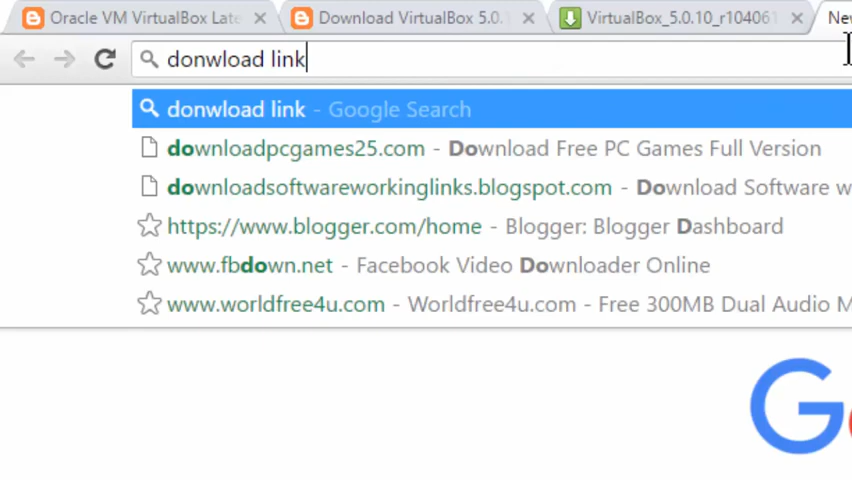 Oracle VM VirtualBox Late
Download VirtualBox 5.0.
VirtualBox_5.0.10_r104061
Ne
donwload link
donwload link - Google Search
downloadpcgames25.com - Download Free PC Games Full Version
downloadsoftwareworkinglinks.blogspot.com - Download Software w
https://www.blogger.com/home - Blogger: Blogger Dashboard
www.fbdown.net - Facebook Video Downloader Online
www.worldfree4u.com - Worldfree4u.com - Free 300MB Dual Audio M
G